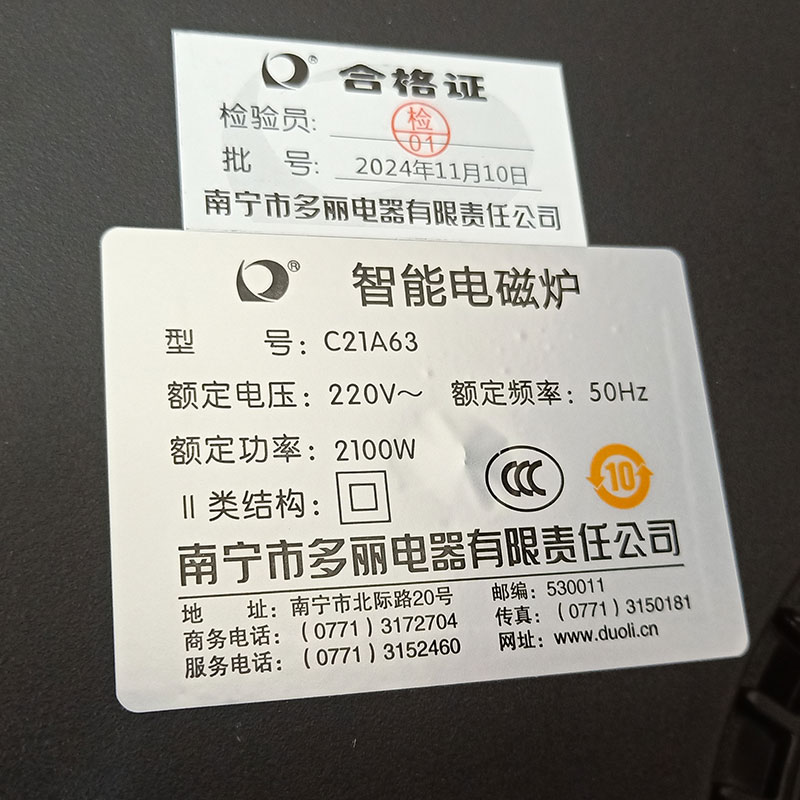 ® 合格证
检验员: 检 01
批 号: 2024年11月10日
南宁市多丽电器有限责任公司
® 智能电磁炉
型 号: C21A63
额定电压: 220V～ 额定频率: 50Hz
额定功率: 2100W
II 类结构: CCC 10
南宁市多丽电器有限责任公司
地 址: 南宁市北际路20号 邮编: 530011
商务电话: (0771) 3172704 传真: (0771) 3150181
服务电话: (0771) 3152460 网址: www.duoli.cn